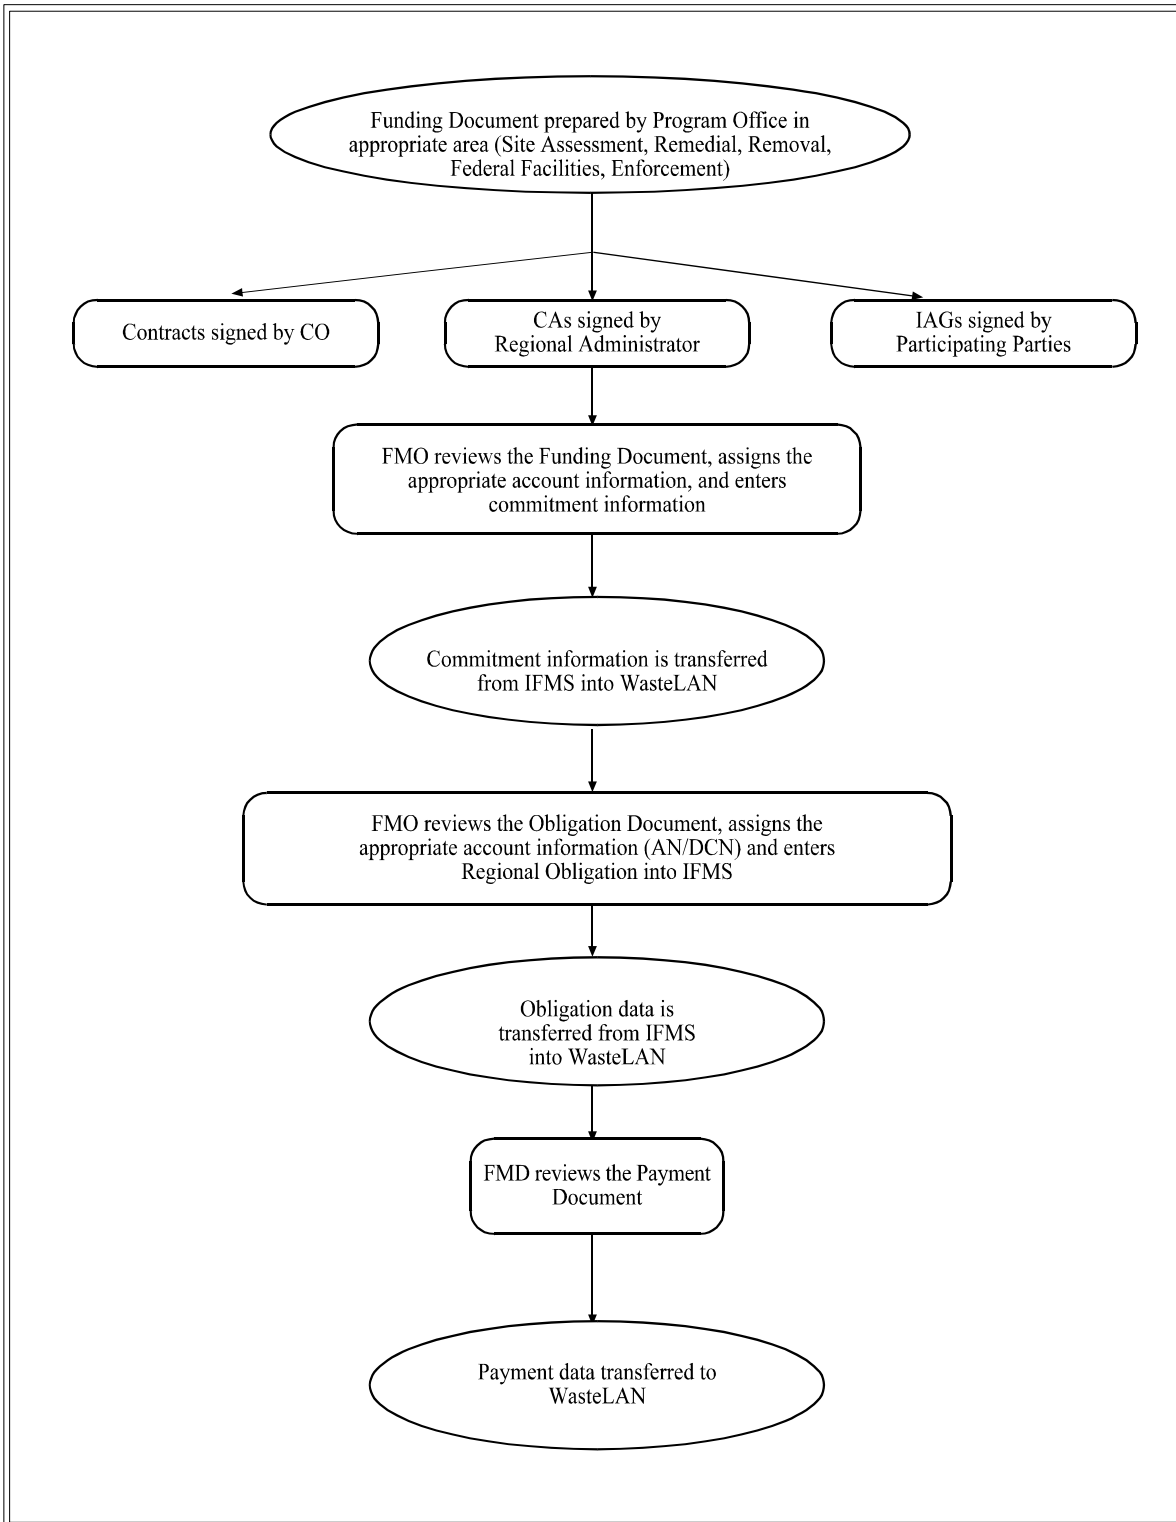 Funding Document prepared by Program Office in
appropriate area (Site Assessment, Remedial, Removal,
Federal Facilities, Enforcement)
Contracts signed by CO
CAs signed by
Regional Administrator
IAGs signed by
Participating Parties
FMO reviews the Funding Document, assigns the
appropriate account information, and enters
commitment information
Commitment information is transferred
from IFMS into WasteLAN
FMO reviews the Obligation Document, assigns the
appropriate account information (AN/DCN) and enters
Regional Obligation into IFMS
Obligation data is
transferred from IFMS
into WasteLAN
FMD reviews the Payment
Document
Payment data transferred to
WasteLAN